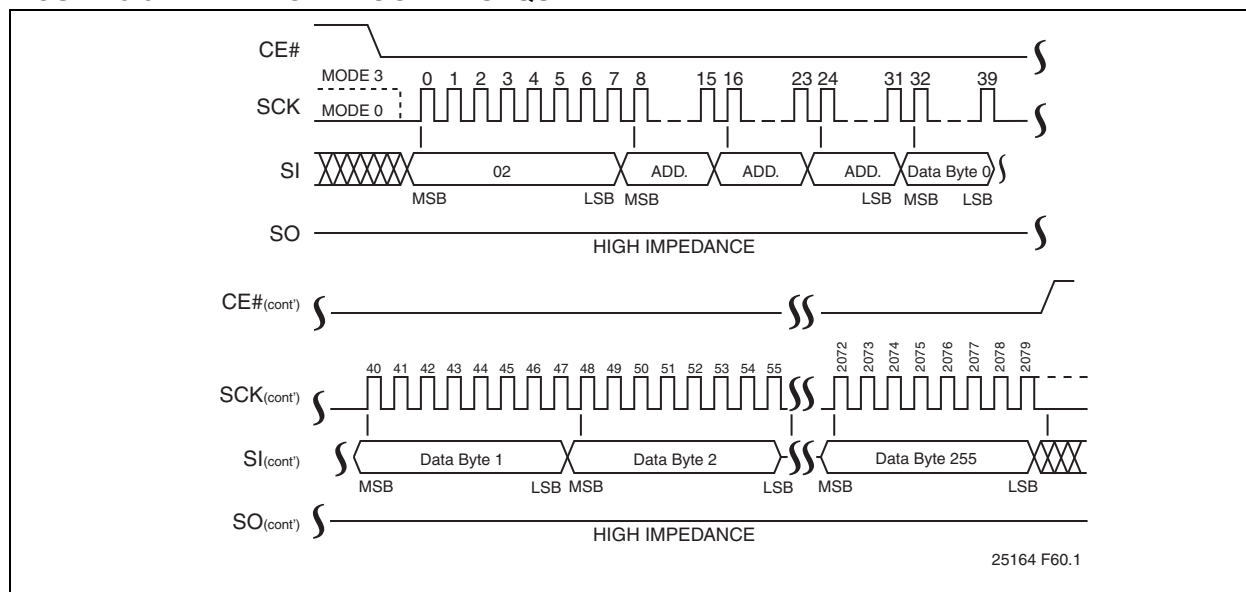 CE#
MODE 3
0 1 2 3 4 5 6 7 8 15 16 23 24 31 32 39
SCK
MODE 0
SI
02 ADD. ADD. ADD. Data Byte 0
MSB LSB MSB LSB MSB LSB
SO
HIGH IMPEDANCE
CE#(cont')
40 41 42 43 44 45 46 47 48 49 50 51 52 53 54 55 2072 2073 2074 2075 2076 2077 2078 2079
SCK(cont')
SI(cont')
Data Byte 1 Data Byte 2 Data Byte 255
MSB LSB MSB LSB MSB LSB
SO(cont')
HIGH IMPEDANCE
25164 F60.1